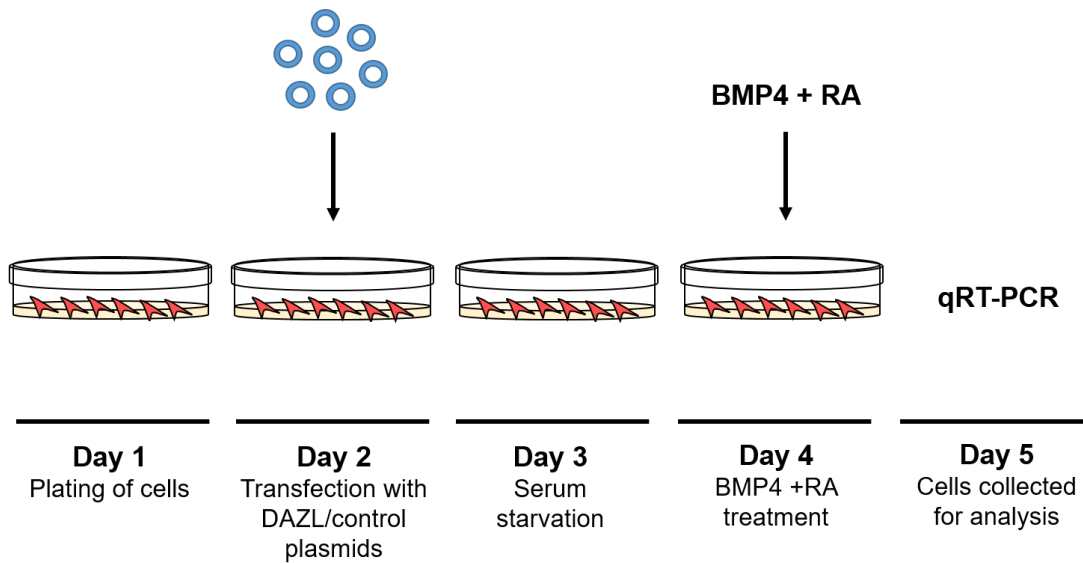 BMP4 + RA
qRT-PCR
Day 1
Plating of cells
Day 2
Transfection with
DAZL/control
plasmids
Day 3
Serum
starvation
Day 4
BMP4 +RA
treatment
Day 5
Cells collected
for analysis